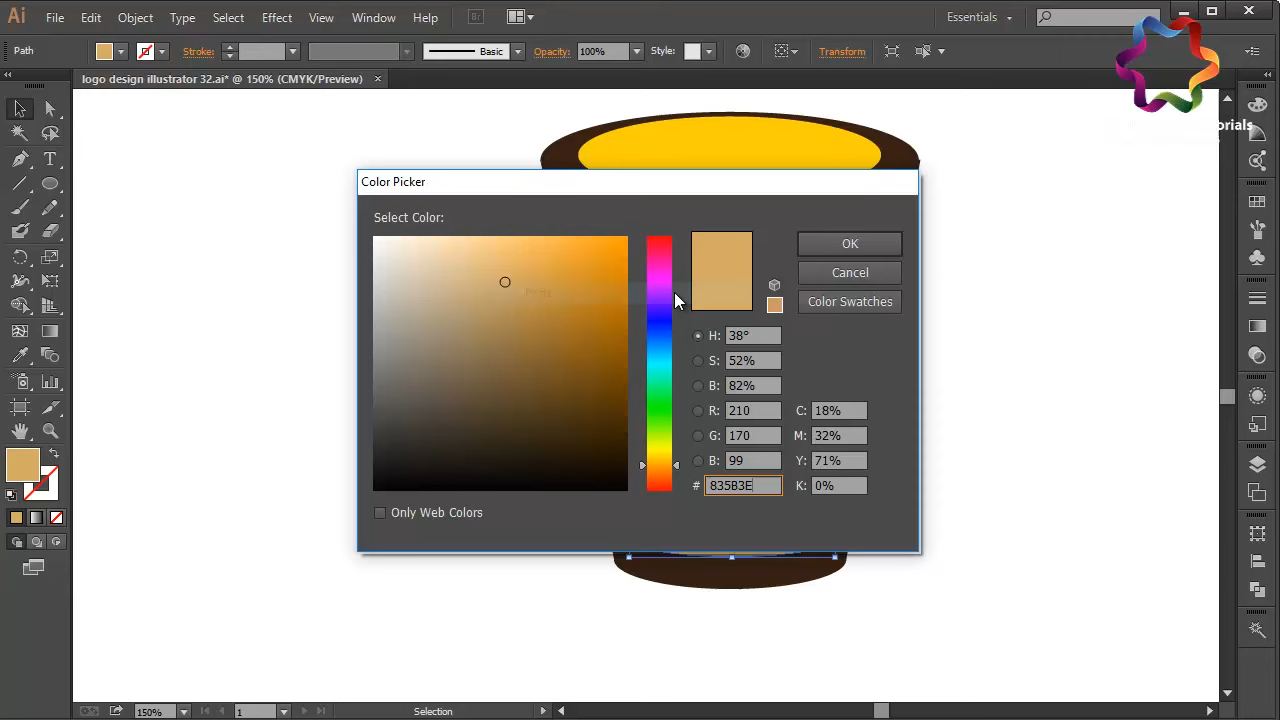 Ai File Edit Object Type Select Effect View Window Help Br Essentials
Path Stroke: Basic Opacity: 100% Style: Transform
logo design illustrator 32.ai* @ 150% (CMYK/Preview) ×
Color Picker
Select Color:
OK
Cancel
Color Swatches
H: 38°
S: 52%
B: 82%
R: 210 C: 18%
G: 170 M: 32%
B: 99 Y: 71%
# 835B3E K: 0%
Only Web Colors
150% 1 Selection